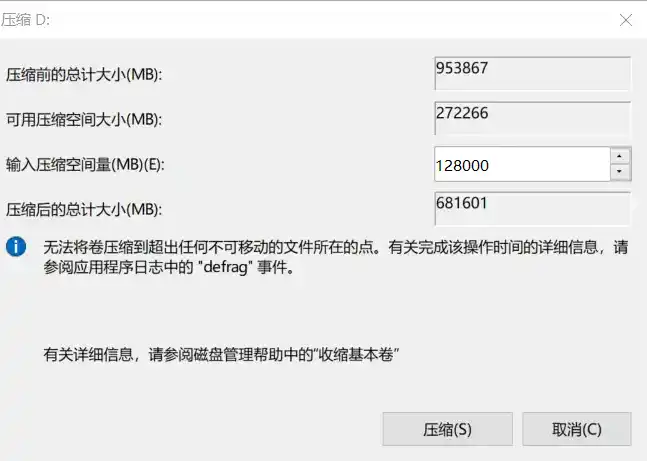 压缩 D:
压缩前的总计大小(MB):
953867
可用压缩空间大小(MB):
272266
输入压缩空间量(MB)(E):
128000
压缩后的总计大小(MB):
681601
无法将卷压缩到超出任何不可移动的文件所在的点。有关完成该操作时间的详细信息，请
参阅应用程序日志中的 "defrag" 事件。
有关详细信息，请参阅磁盘管理帮助中的"收缩基本卷"
压缩(S)
取消(C)